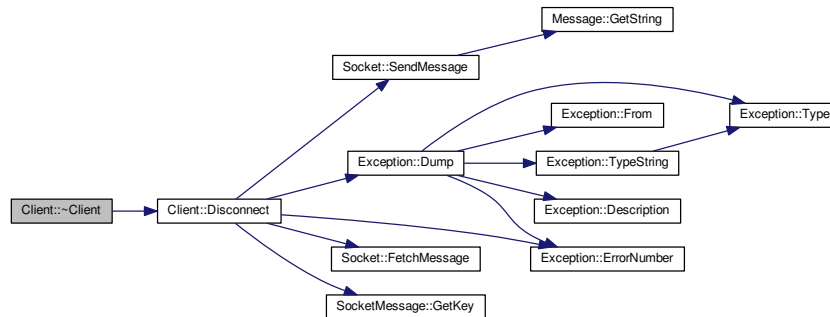 Message::GetString
Socket::SendMessage
Exception::From
Exception::Type
Exception::Dump
Exception::TypeString
Client::~Client
Client::Disconnect
Exception::Description
Socket::FetchMessage
Exception::ErrorNumber
SocketMessage::GetKey